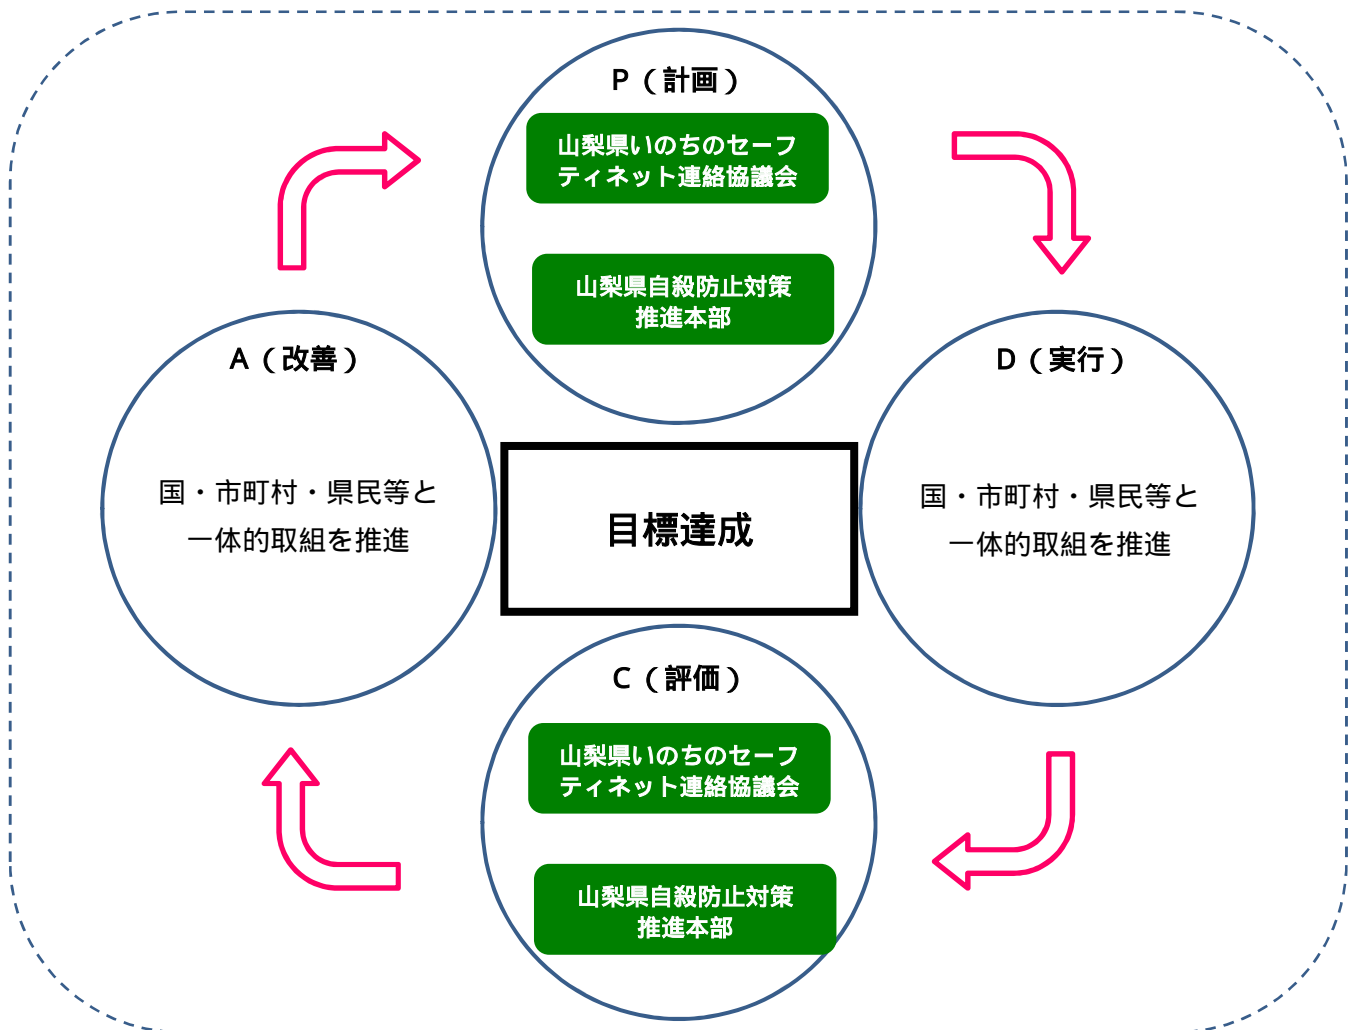 P（計画）
山梨県いのちのセーフ
ティネット連絡協議会
山梨県自殺防止対策
推進本部
A（改善）
国・市町村・県民等と
一体的取組を推進
D（実行）
国・市町村・県民等と
一体的取組を推進
目標達成
C（評価）
山梨県いのちのセーフ
ティネット連絡協議会
山梨県自殺防止対策
推進本部